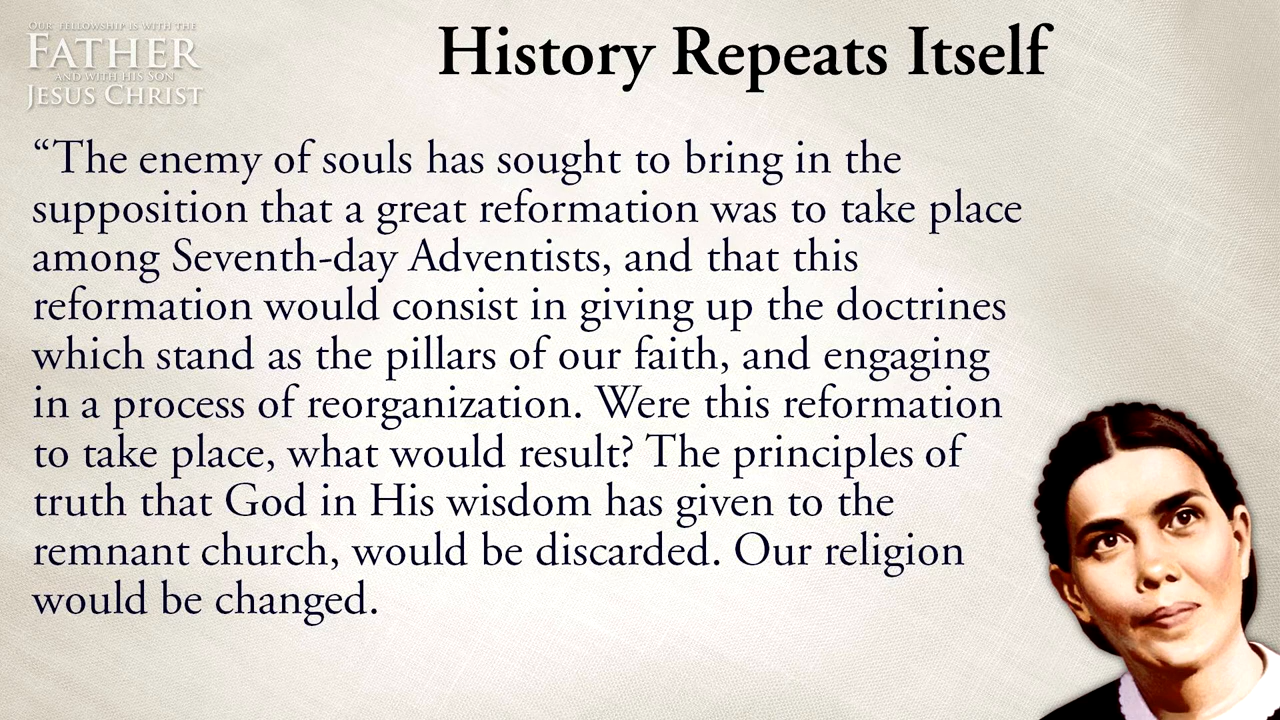 OUR FELLOWSHIP IS WITH THE
FATHER
AND WITH HIS SON
JESUS CHRIST
History Repeats Itself
“The enemy of souls has sought to bring in the
supposition that a great reformation was to take place
among Seventh-day Adventists, and that this
reformation would consist in giving up the doctrines
which stand as the pillars of our faith, and engaging
in a process of reorganization. Were this reformation
to take place, what would result? The principles of
truth that God in His wisdom has given to the
remnant church, would be discarded. Our religion
would be changed.